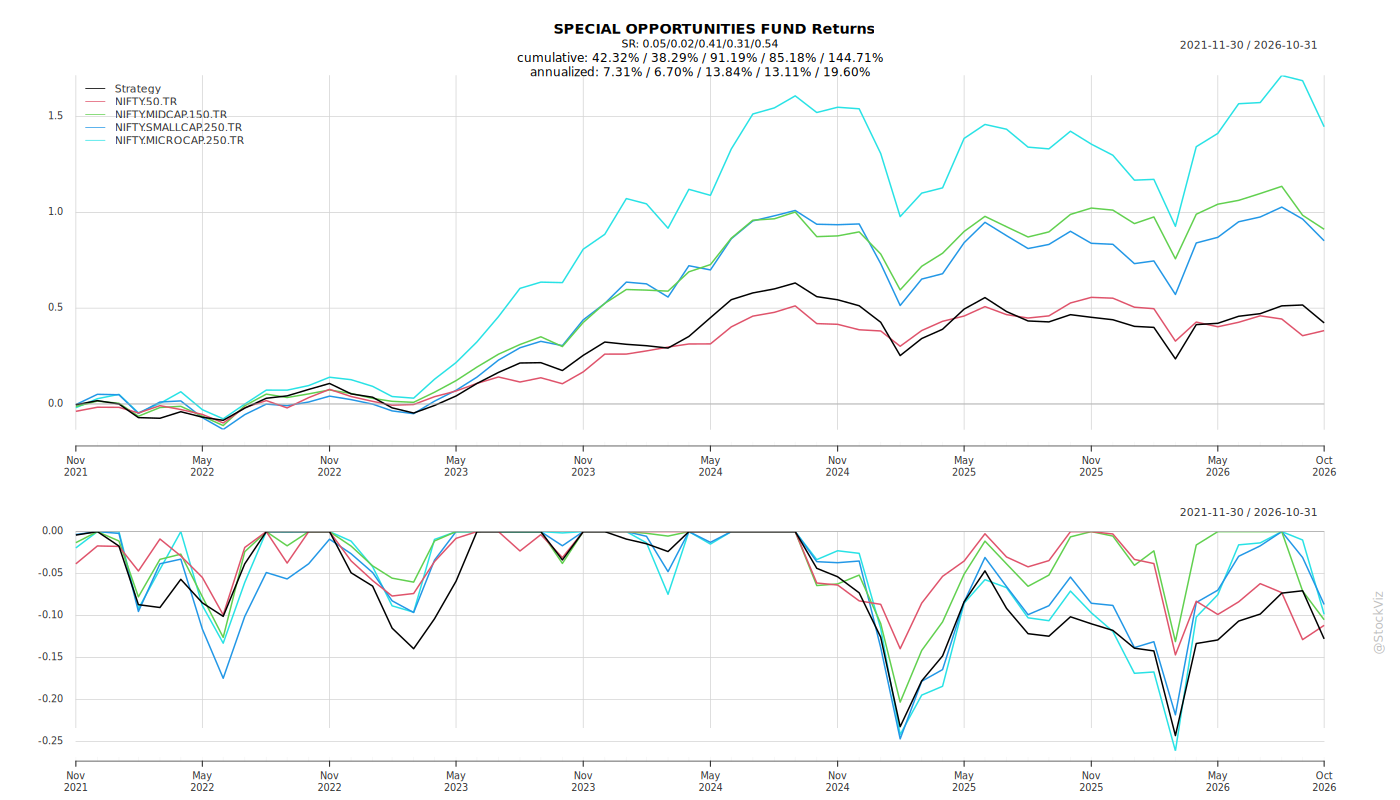 SPECIAL OPPORTUNITIES FUND Returns
SR: 0.05/0.02/0.41/0.31/0.54
cumulative: 42.32% / 38.29% / 91.19% / 85.18% / 144.71%
annualized: 7.31% / 6.70% / 13.84% / 13.11% / 19.60%
2021-11-30 / 2026-10-31
Strategy
NIFTY.50.TR
NIFTY.MIDCAP.150.TR
NIFTY.SMALLCAP.250.TR
NIFTY.MICROCAP.250.TR
1.5
1.0
0.5
0.0
Nov 2021
May 2022
Nov 2022
May 2023
Nov 2023
May 2024
Nov 2024
May 2025
Nov 2025
May 2026
Oct 2026
2021-11-30 / 2026-10-31
0.00
-0.05
-0.10
-0.15
-0.20
-0.25
Nov 2021
May 2022
Nov 2022
May 2023
Nov 2023
May 2024
Nov 2024
May 2025
Nov 2025
May 2026
Oct 2026
@StockViz